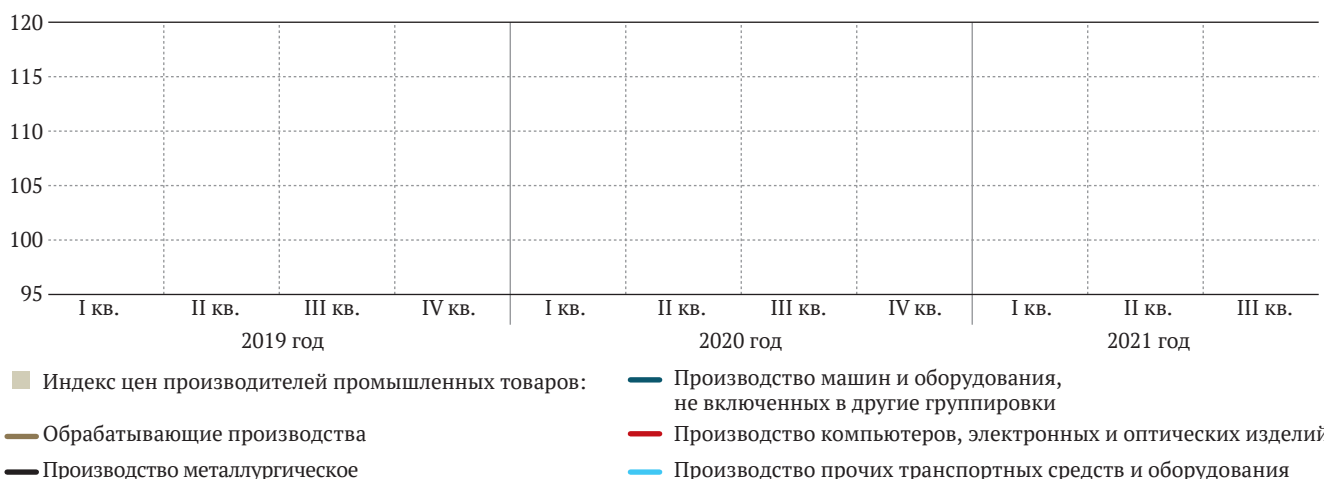 120
115
110
105
100
95
I кв. II кв. III кв. IV кв. I кв. II кв. III кв. IV кв. I кв. II кв. III кв.
2019 год 2020 год 2021 год
Индекс цен производителей промышленных товаров:
Обрабатывающие производства
Производство металлургическое
Производство машин и оборудования,
не включенных в другие группировки
Производство компьютеров, электронных и оптических изделий
Производство прочих транспортных средств и оборудования